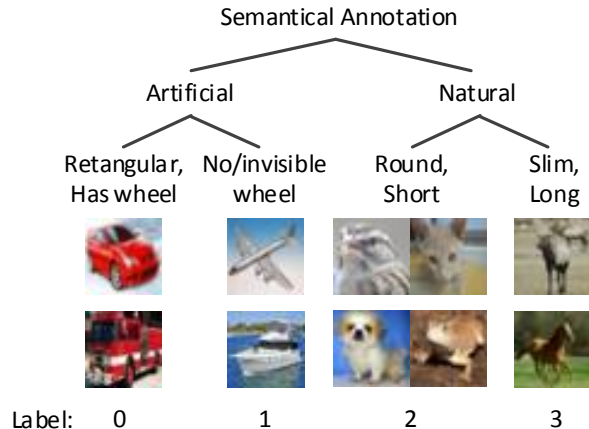 Semantical Annotation
Artificial Natural
Retangular, No/invisible Round, Slim,
Has wheel wheel Short Long
Label: 0 1 2 3